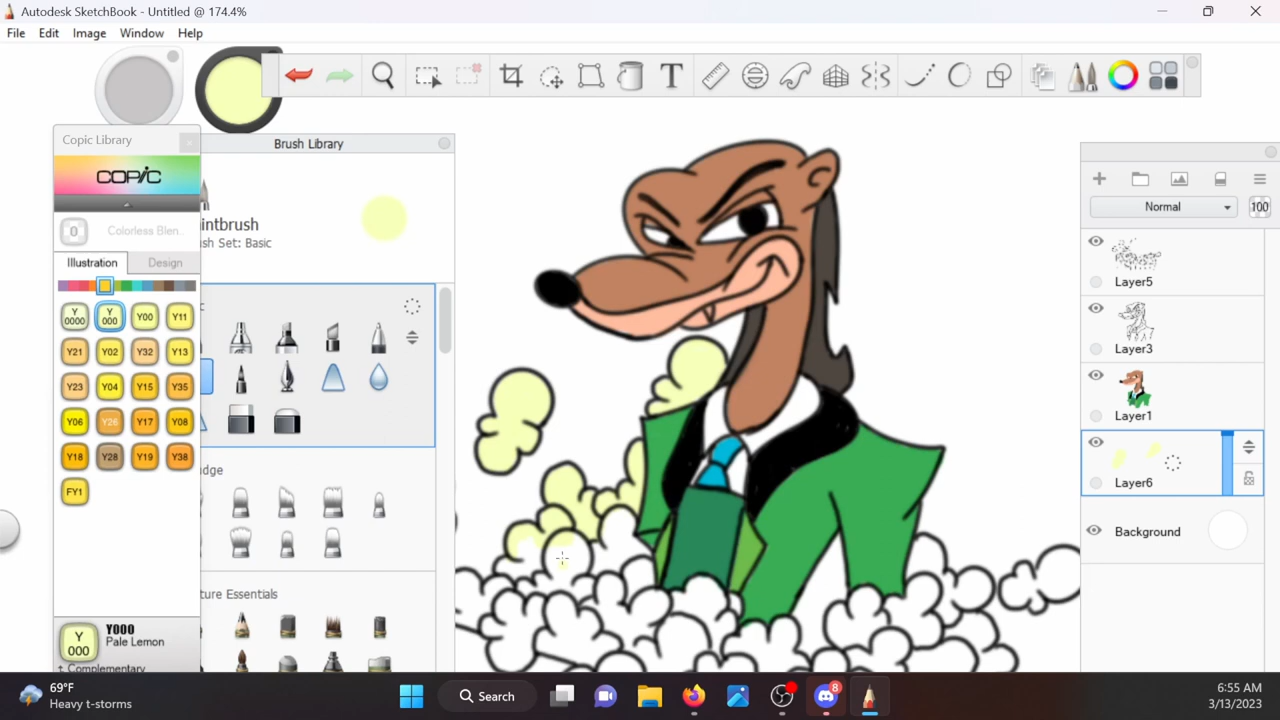 Autodesk SketchBook - Untitled @ 174.4%
File Edit Image Window Help
T
Copic Library
COPIC
0 Colorless Blen..
Illustration Design
Y 0000 Y 000 Y00 Y11
Y21 Y02 Y32 Y13
Y23 Y04 Y15 Y35
Y06 Y26 Y17 Y08
Y18 Y28 Y19 Y38
FY1
Y 000
Y000
Pale Lemon
Complementary
Brush Library
intbrush
sh Set: Basic
c
dge
ture Essentials
Normal 100
Layer5
Layer3
Layer1
Layer6
Background
69°F
Heavy t-storms
Search
8
6:55 AM
3/13/2023